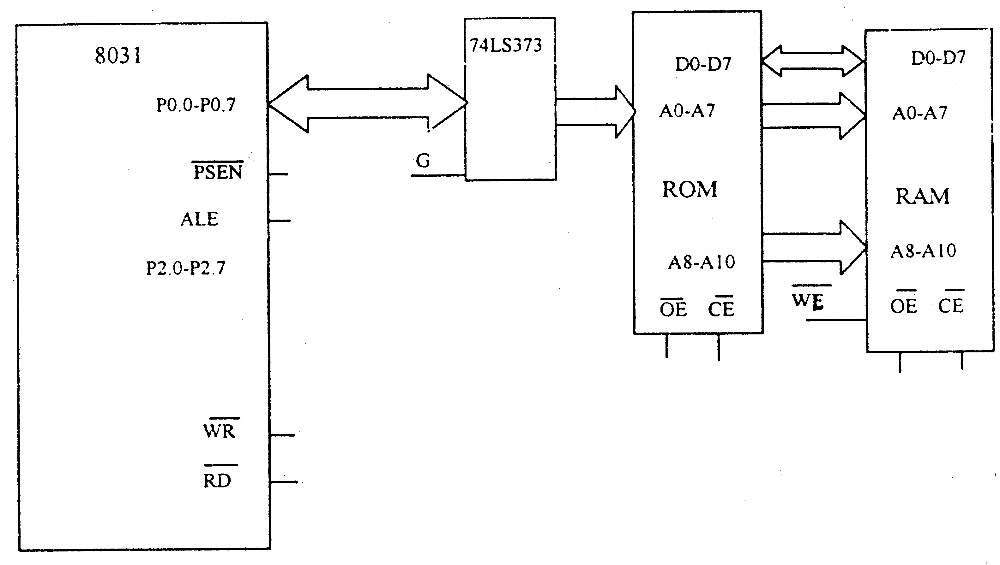 8031
P0.0-P0.7
PSEN
ALE
P2.0-P2.7
WR
RD
74LS373
G
D0-D7
A0-A7
ROM
A8-A10
OE CE
WE
D0-D7
A0-A7
RAM
A8-A10
OE CE